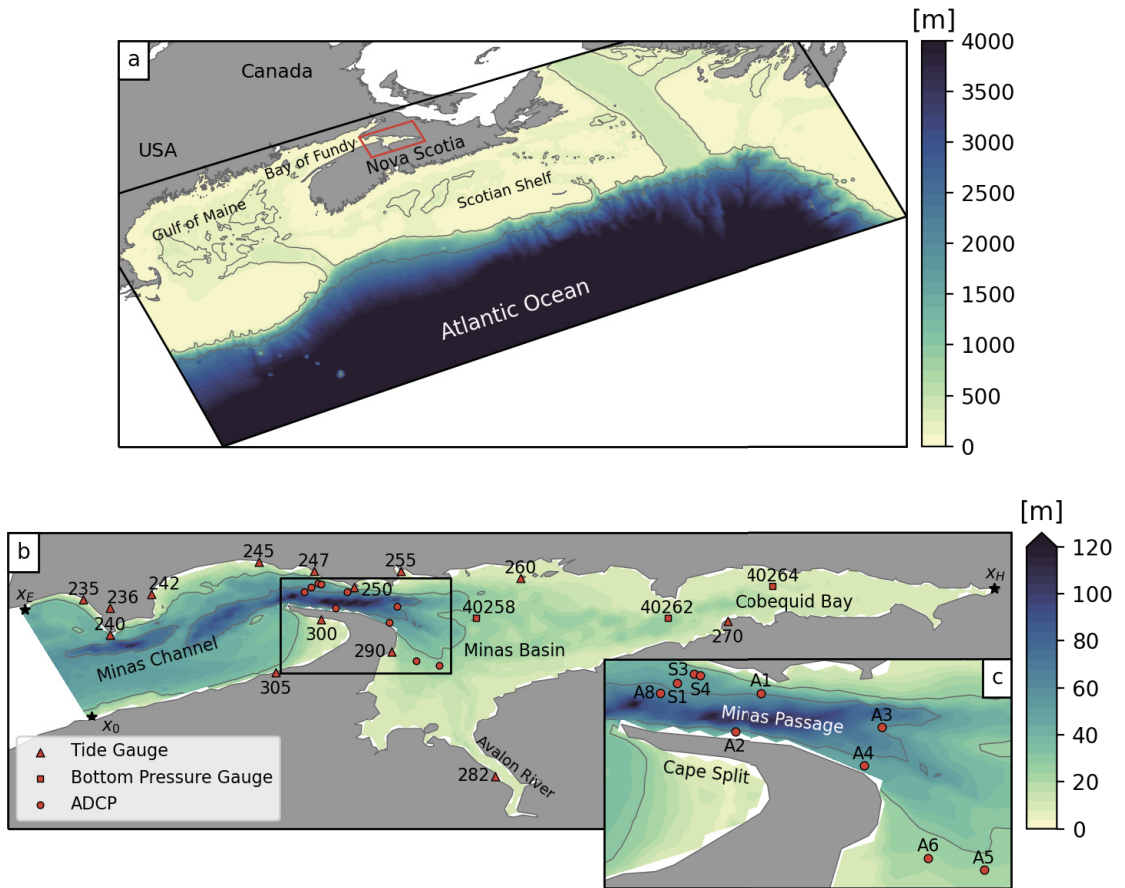 [m]
a
Canada
USA
Bay of Fundy
Nova Scotia
Gulf of Maine
Scotian Shelf
Atlantic Ocean
4000
3500
3000
2500
2000
1500
1000
500
0
[m]
b
245
247
255
260
235
236
242
250
40264
x_E
x_H
240
40258
40262
Cobequid Bay
300
270
Minas Channel
290
Minas Basin
305
x_0
Avalon River
282
Tide Gauge
Bottom Pressure Gauge
ADCP
c
S3
S4
A8
S1
A1
Minas Passage
A3
A2
A4
Cape Split
A6
A5
120
100
80
60
40
20
0